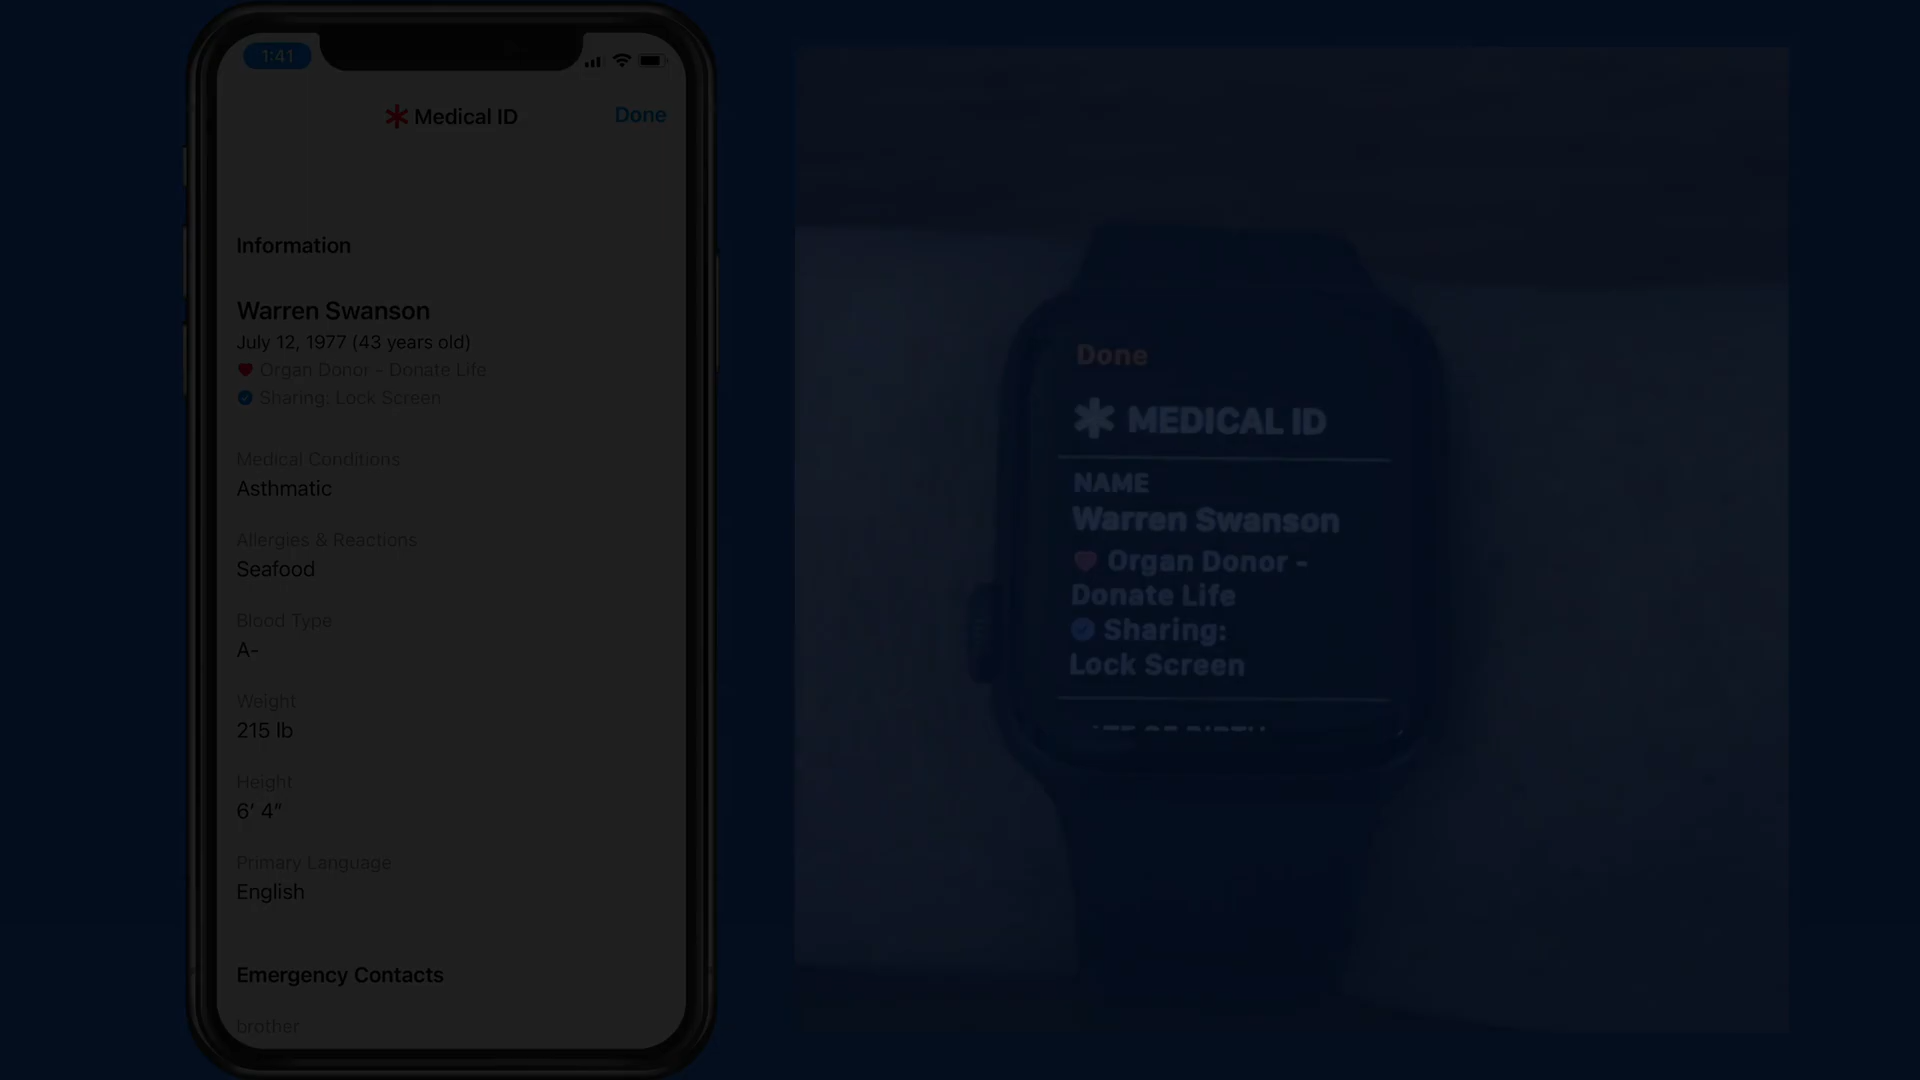 1:41
Medical ID
Done
Information
Warren Swanson
July 12, 1977 (43 years old)
Organ Donor - Donate Life
Sharing: Lock Screen
Medical Conditions
Asthmatic
Allergies & Reactions
Seafood
Blood Type
A-
Weight
215 lb
Height
6' 4"
Primary Language
English
Emergency Contacts
brother
Done
MEDICAL ID
NAME
Warren Swanson
Organ Donor -
Donate Life
Sharing:
Lock Screen